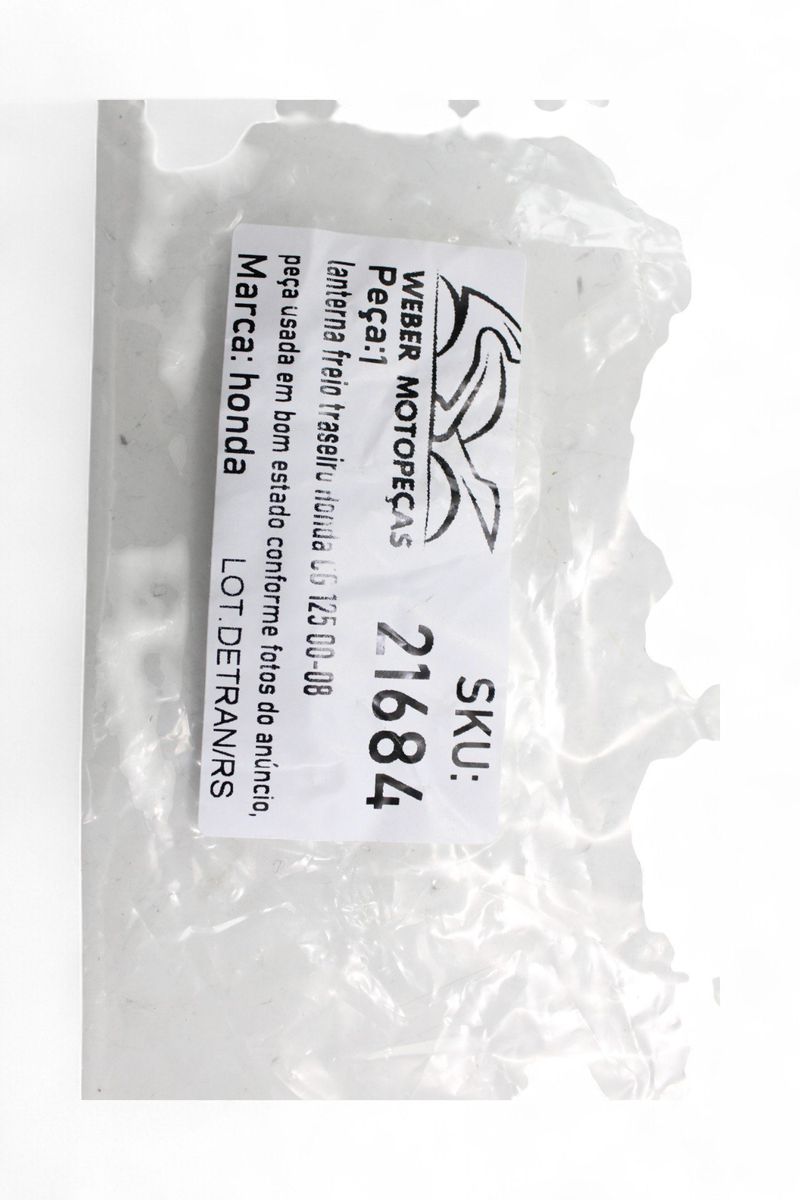 WEBER MOTOPEÇAS
SKU:
21684
Peça:1
lanterna freio traseiro honda CG 125 00-08
peça usada em bom estado conforme fotos do anúncio,
Marca: honda
LOT.DETRAN/RS